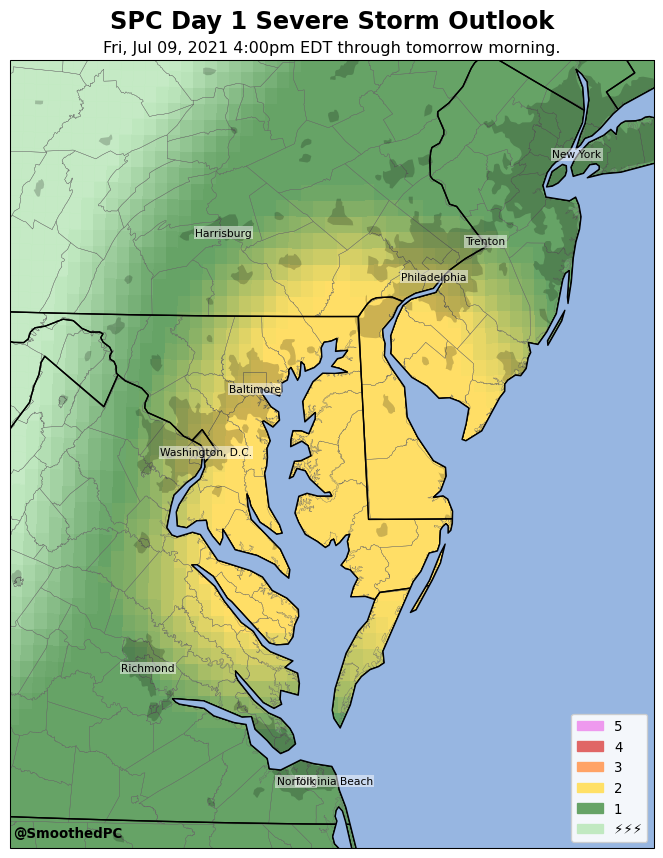 SPC Day 1 Severe Storm Outlook
Fri, Jul 09, 2021 4:00pm EDT through tomorrow morning.
New York
Harrisburg
Trenton
Philadelphia
Baltimore
Washington, D.C.
Richmond
Norfolk
Beach
5
4
3
2
1
⚡⚡⚡
@SmoothedPC